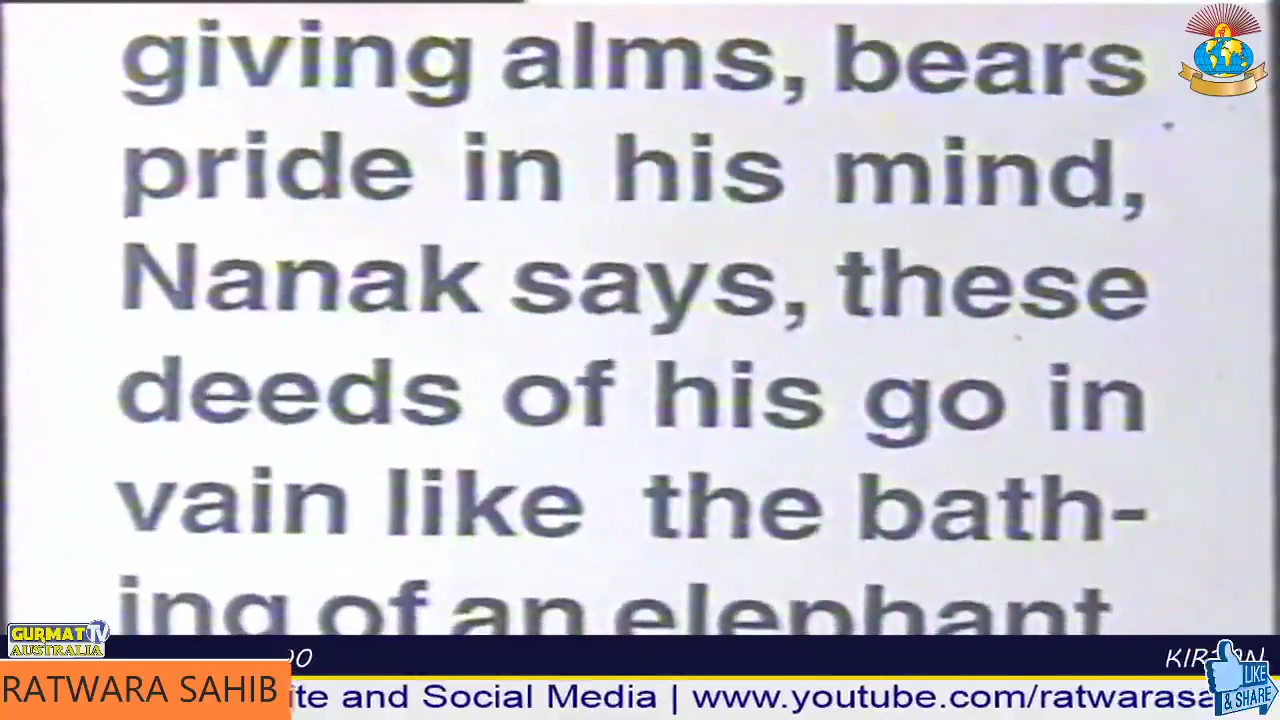 giving alms, bears
pride in his mind,
Nanak says, these
deeds of his go in
vain like the bath-
ing of an elephant
GURMAT TV
AUSTRALIA
RATWARA SAHIB
and Social Media | www.youtube.com/ratwarasa
LIKE
& SHARE